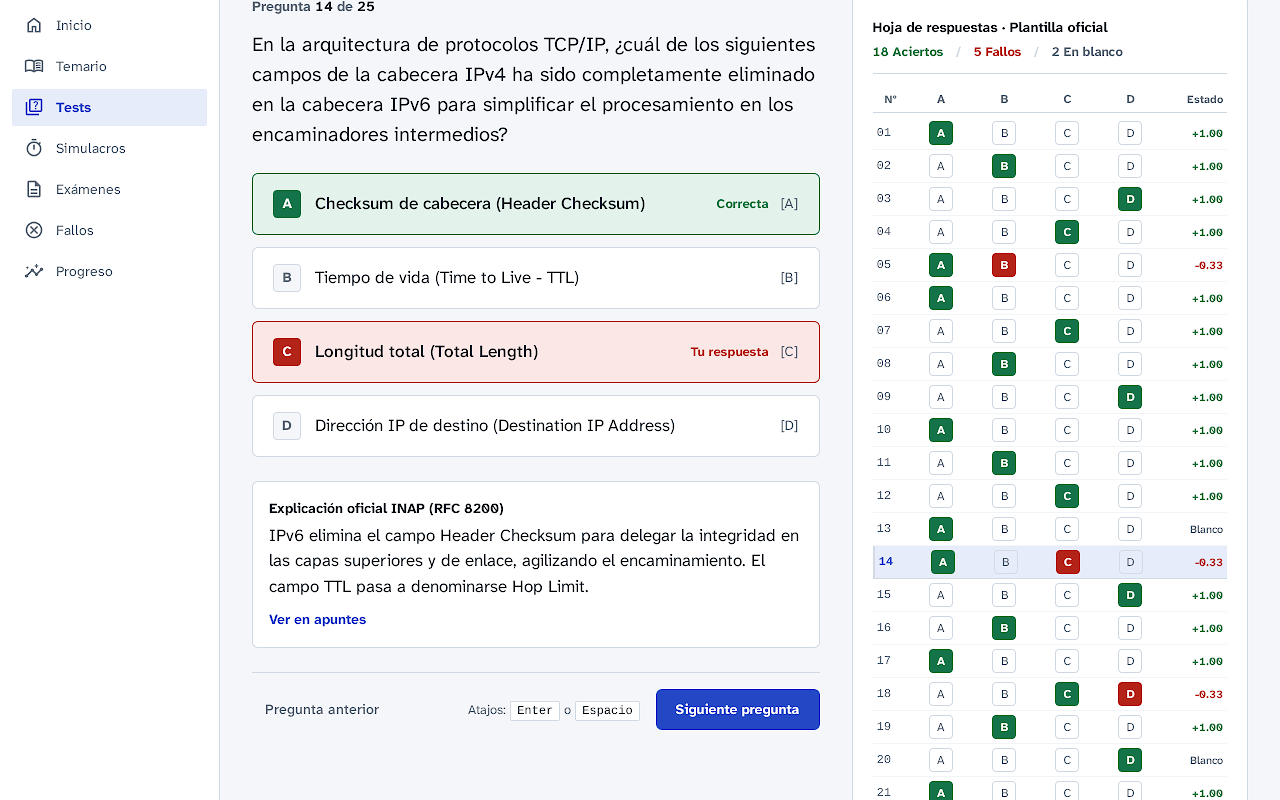 Inicio
Temario
Tests
Simulacros
Exámenes
Fallos
Progreso
Pregunta 14 de 25
En la arquitectura de protocolos TCP/IP, ¿cuál de los siguientes
campos de la cabecera IPv4 ha sido completamente eliminado
en la cabecera IPv6 para simplificar el procesamiento en los
encaminadores intermedios?
A Checksum de cabecera (Header Checksum) Correcta [A]
B Tiempo de vida (Time to Live - TTL) [B]
C Longitud total (Total Length) Tu respuesta [C]
D Dirección IP de destino (Destination IP Address) [D]
Explicación oficial INAP (RFC 8200)
IPv6 elimina el campo Header Checksum para delegar la integridad en
las capas superiores y de enlace, agilizando el encaminamiento. El
campo TTL pasa a denominarse Hop Limit.
Ver en apuntes
Pregunta anterior Atajos: Enter o Espacio Siguiente pregunta
Hoja de respuestas · Plantilla oficial
18 Aciertos / 5 Fallos / 2 En blanco
Nº A B C D Estado
01 A B C D +1.00
02 A B C D +1.00
03 A B C D +1.00
04 A B C D +1.00
05 A B C D -0.33
06 A B C D +1.00
07 A B C D +1.00
08 A B C D +1.00
09 A B C D +1.00
10 A B C D +1.00
11 A B C D +1.00
12 A B C D +1.00
13 A B C D Blanco
14 A B C D -0.33
15 A B C D +1.00
16 A B C D +1.00
17 A B C D +1.00
18 A B C D -0.33
19 A B C D +1.00
20 A B C D Blanco
21 A B C D +1.00